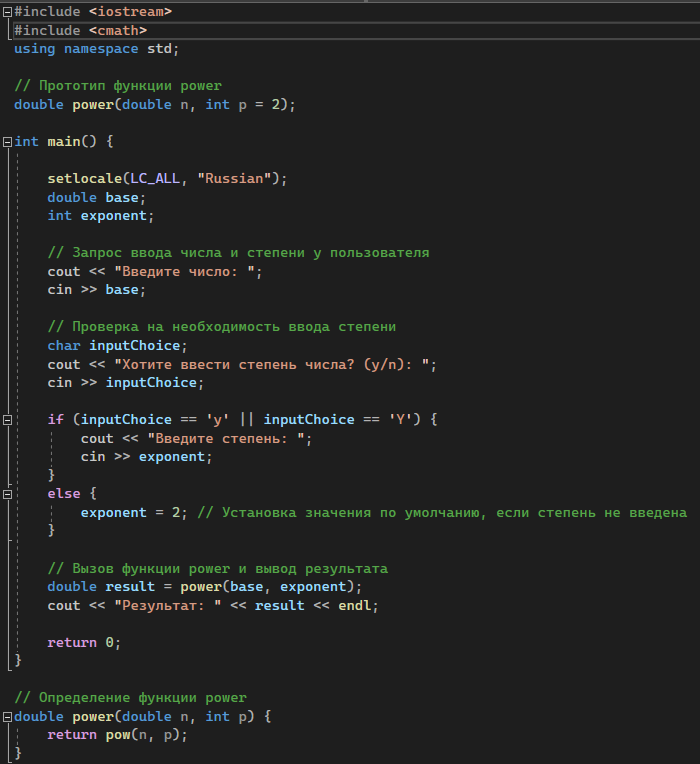 #include <iostream>
#include <cmath>
using namespace std;
// Прототип функции power
double power(double n, int p = 2);
int main() {
setlocale(LC_ALL, "Russian");
double base;
int exponent;
// Запрос ввода числа и степени у пользователя
cout << "Введите число: ";
cin >> base;
// Проверка на необходимость ввода степени
char inputChoice;
cout << "Хотите ввести степень числа? (y/n): ";
cin >> inputChoice;
if (inputChoice == 'y' || inputChoice == 'Y') {
cout << "Введите степень: ";
cin >> exponent;
}
else {
exponent = 2; // Установка значения по умолчанию, если степень не введена
}
// Вызов функции power и вывод результата
double result = power(base, exponent);
cout << "Результат: " << result << endl;
return 0;
}
// Определение функции power
double power(double n, int p) {
return pow(n, p);
}